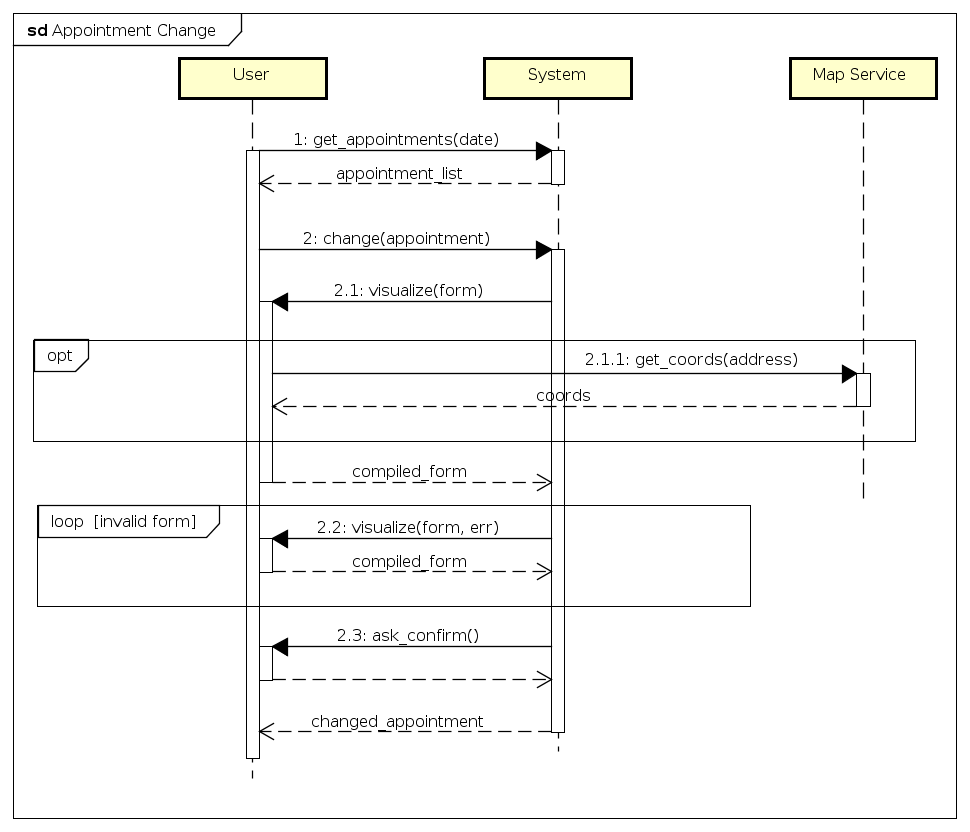 sd Appointment Change
User
System
Map Service
1: get_appointments(date)
appointment_list
2: change(appointment)
2.1: visualize(form)
opt
2.1.1: get_coords(address)
coords
compiled_form
loop [invalid form]
2.2: visualize(form, err)
compiled_form
2.3: ask_confirm()
changed_appointment